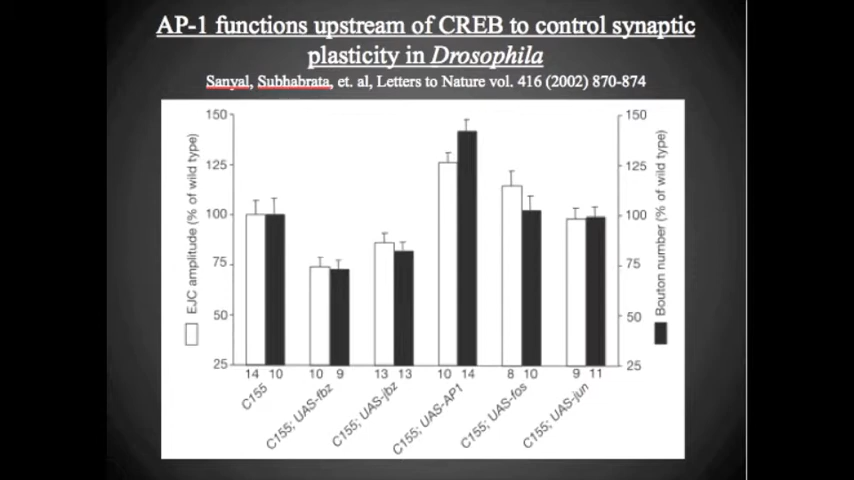 AP-1 functions upstream of CREB to control synaptic
plasticity in Drosophila
Sanyal, Subhabrata, et. al, Letters to Nature vol. 416 (2002) 870-874
EJC amplitude (% of wild type)
150
125
100
75
50
25
150
125
100
75
50
25
Bouton number (% of wild type)
14 10 10 9 13 13 10 14 8 10 9 11
C155
C155; UAS-fbz
C155; UAS-jbz
C155; UAS-AP1
C155; UAS-fos
C155; UAS-jun